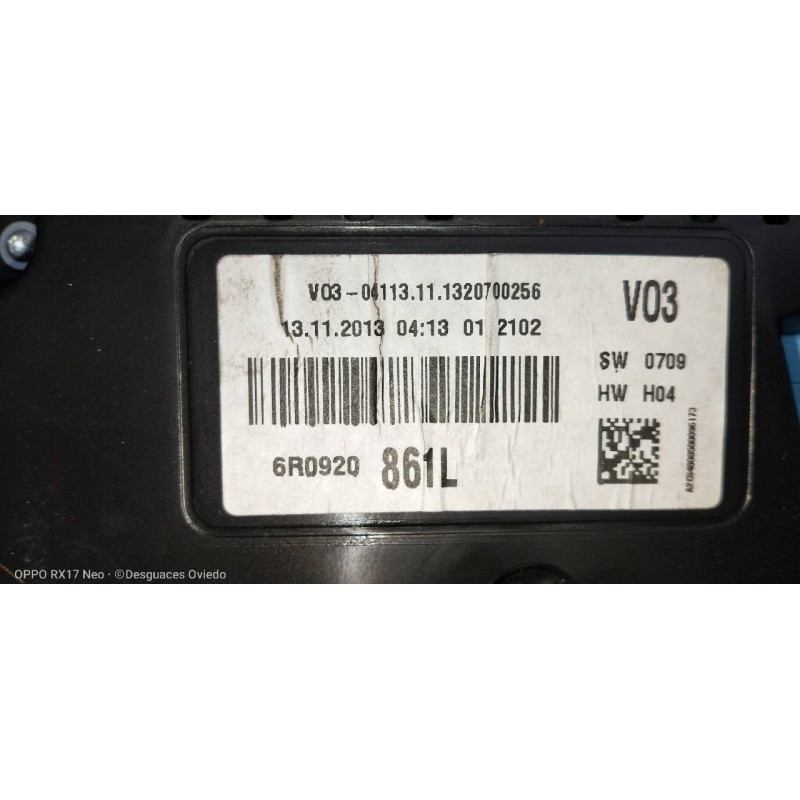 V03-04113.11.1320700256
V03
13.11.2013 04:13 01 2102
SW 0709
HW H04
6R0920 861L
OPPO RX17 Neo · ©Desguaces Oviedo